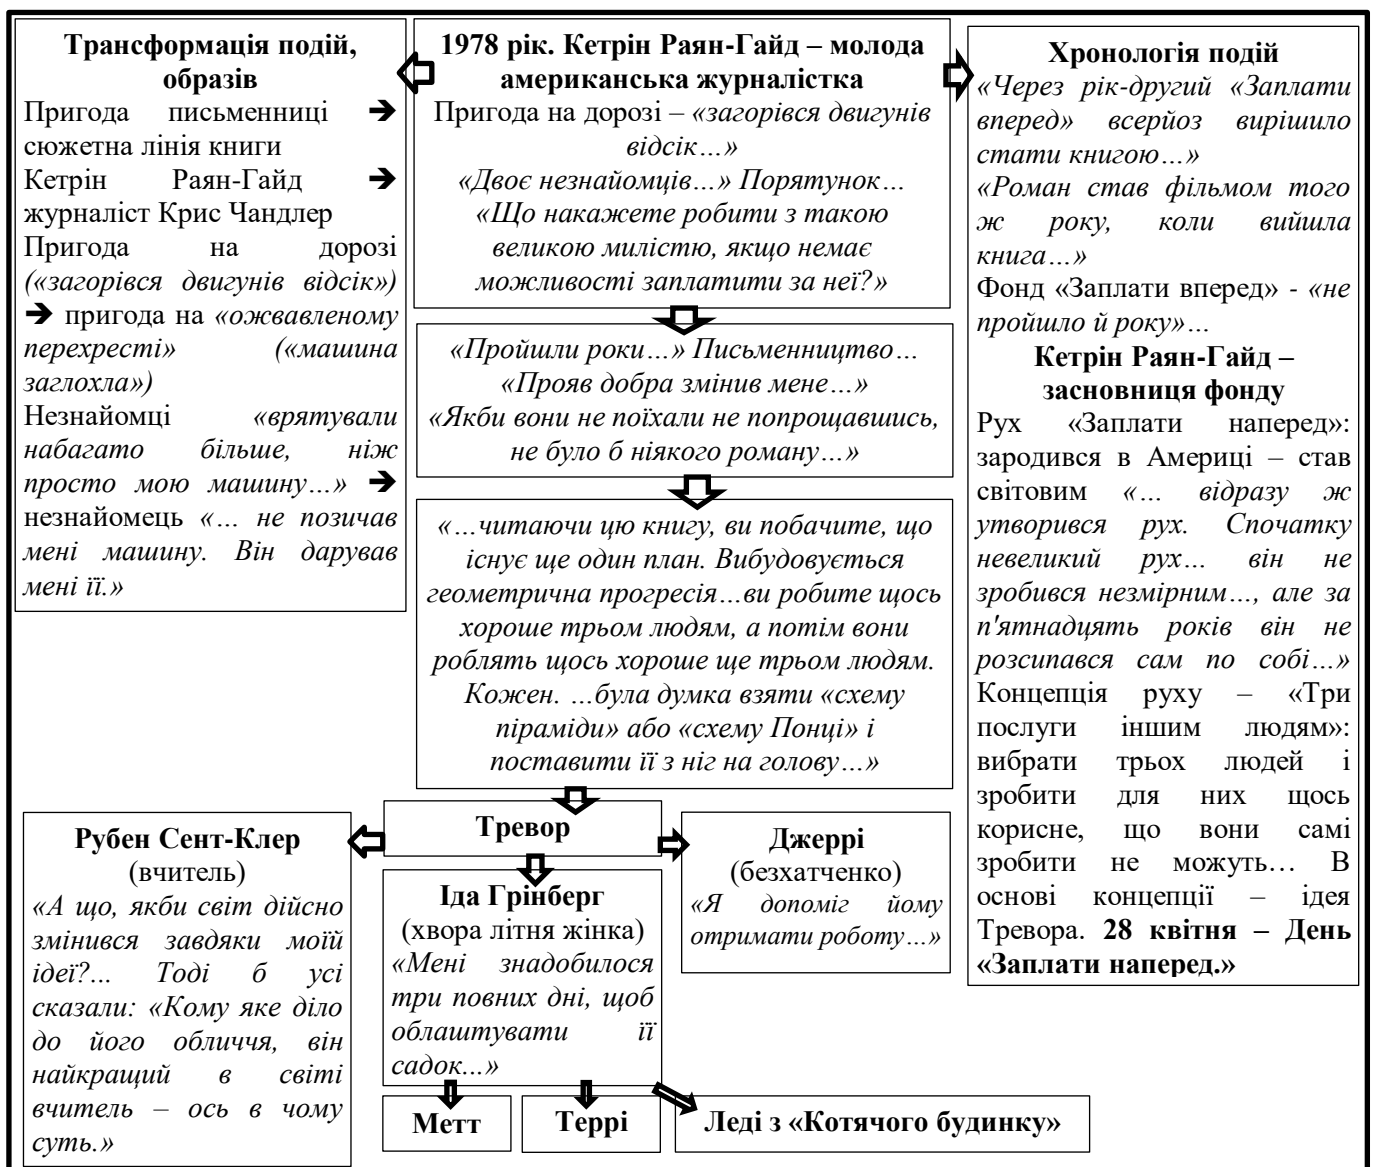 Трансформація подій,
образів
Пригода письменниці ➔
сюжетна лінія книги
Кетрін Раян-Гайд ➔
журналіст Крис Чандлер
Пригода на дорозі
(«загорівся двигунів відсік»)
➔ пригода на «ожвавленому
перехресті» («машина
заглохла»)
Незнайомці «врятували
набагато більше, ніж
просто мою машину…» ➔
незнайомець «… не позичав
мені машину. Він дарував
мені її.»
1978 рік. Кетрін Раян-Гайд – молода
американська журналістка
Пригода на дорозі – «загорівся двигунів
відсік…»
«Двоє незнайомців…» Порятунок…
«Що накажете робити з такою
великою милістю, якщо немає
можливості заплатити за неї?»
«Пройшли роки…» Письменництво…
«Прояв добра змінив мене…»
«Якби вони не поїхали не попрощавшись,
не було б ніякого роману…»
«…читаючи цю книгу, ви побачите, що
існує ще один план. Вибудовується
геометрична прогресія…ви робите щось
хороше трьом людям, а потім вони
роблять щось хороше ще трьом людям.
Кожен. …була думка взяти «схему
піраміди» або «схему Понці» і
поставити її з ніг на голову…»
Хронологія подій
«Через рік-другий «Заплати
вперед» всерйоз вирішило
стати книгою…»
«Роман став фільмом того
ж року, коли вийшла
книга…»
Фонд «Заплати вперед» - «не
пройшло й року»…
Кетрін Раян-Гайд –
засновниця фонду
Рух «Заплати наперед»:
зародився в Америці – став
світовим «… відразу ж
утворився рух. Спочатку
невеликий рух… він не
зробився незмірним…, але за
п'ятнадцять років він не
розсипався сам по собі…»
Концепція руху – «Три
послуги іншим людям»:
вибрати трьох людей і
зробити для них щось
корисне, що вони самі
зробити не можуть… В
основі концепції – ідея
Тревора. 28 квітня – День
«Заплати наперед.»
Тревор
Рубен Сент-Клер
(вчитель)
«А що, якби світ дійсно
змінився завдяки моїй
ідеї?… Тоді б усі
сказали: «Кому яке діло
до його обличчя, він
найкращий в світі
вчитель – ось в чому
суть.»
Іда Грінберг
(хвора літня жінка)
«Мені знадобилося
три повних дні, щоб
облаштувати її
садок…»
Джеррі
(безхатченко)
«Я допоміг йому
отримати роботу…»
Метт
Террі
Леді з «Котячого будинку»